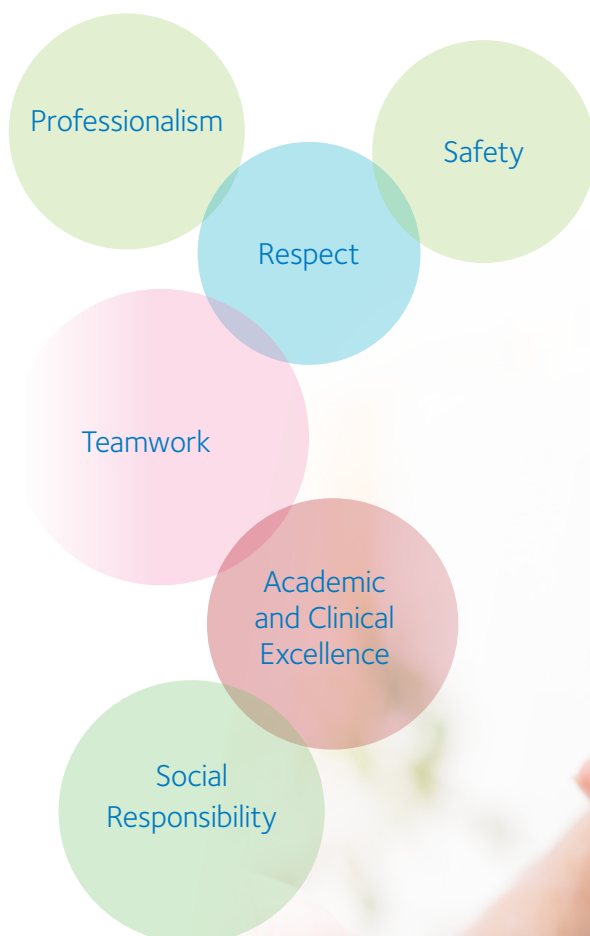 Professionalism
Safety
Respect
Teamwork
Academic
and Clinical
Excellence
Social
Responsibility